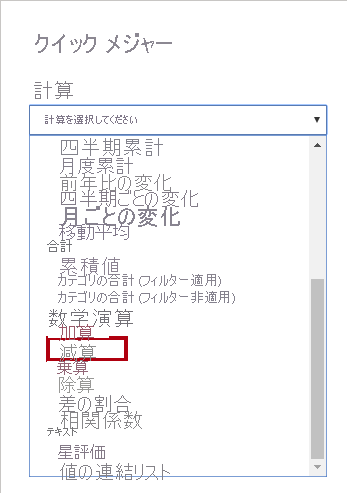 クイック メジャー
計算
計算を選択してください
四半期累計
月度累計
前年比の変化
四半期ごとの変化
月ごとの変化
移動平均
合計
累積値
カテゴリの合計 (フィルター適用)
カテゴリの合計 (フィルター非適用)
数学演算
加算
減算
乗算
除算
差の割合
相関係数
テキスト
星評価
値の連結リスト